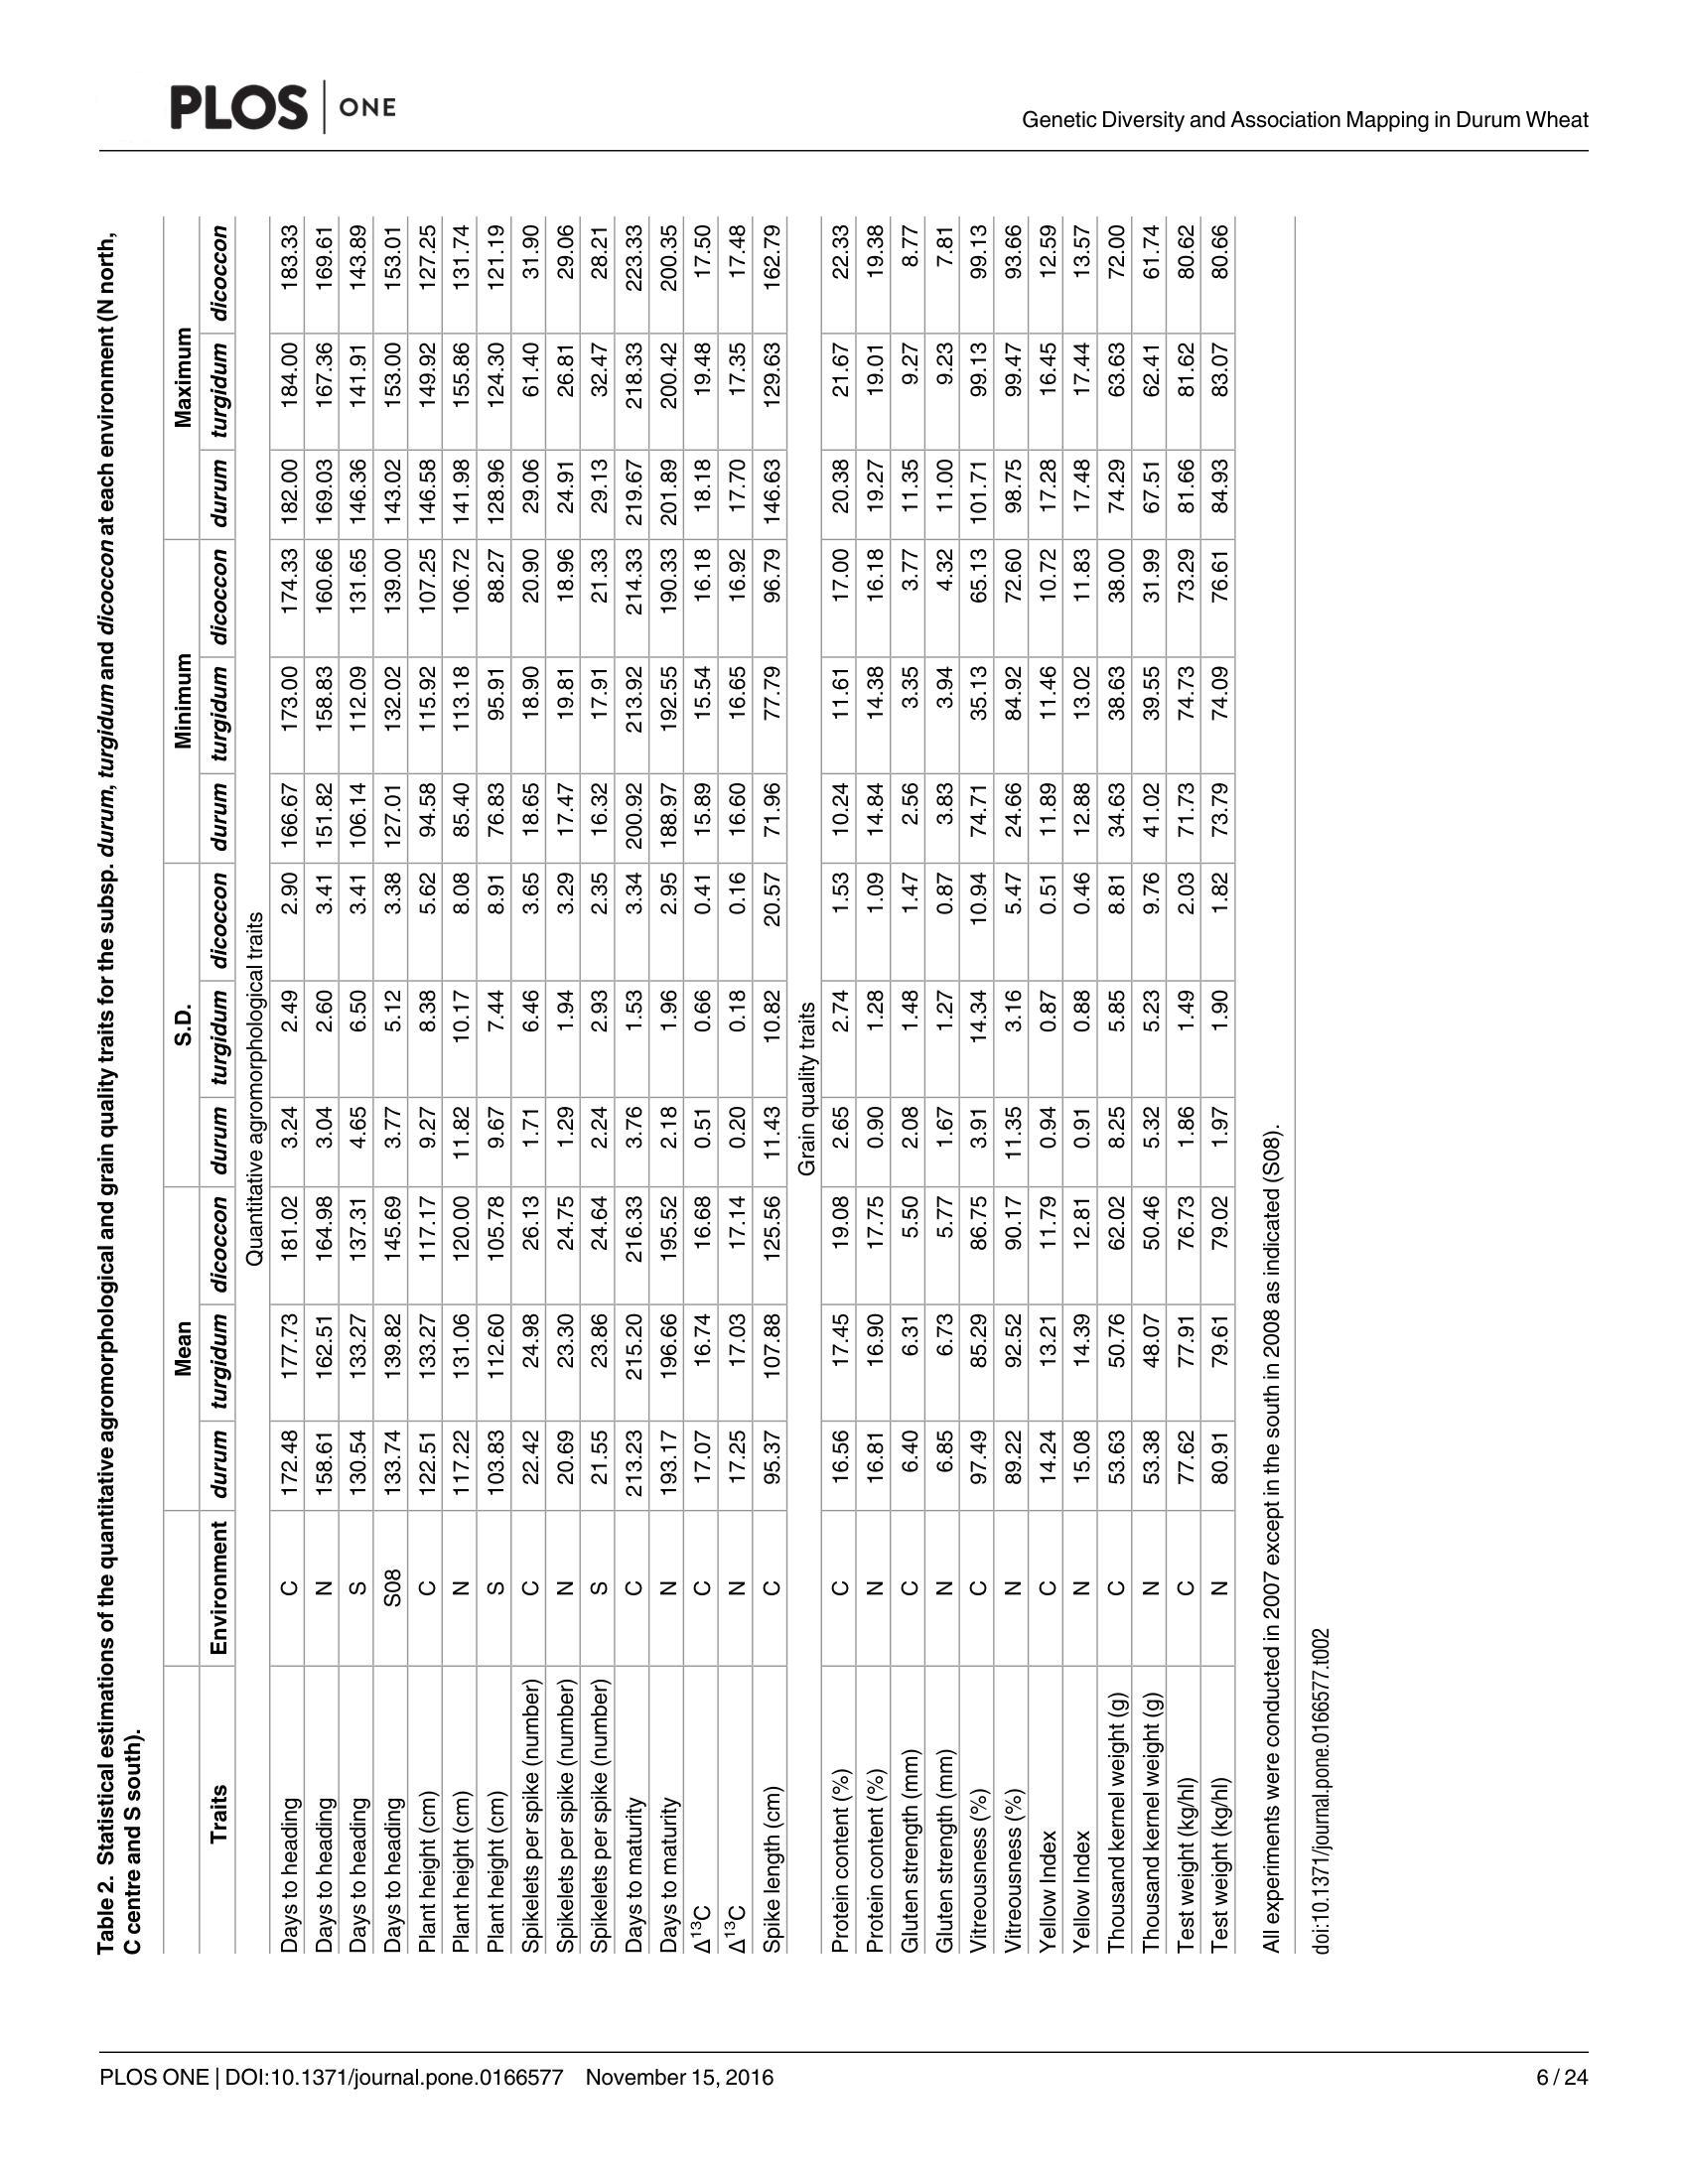 PLOS ONE
Genetic Diversity and Association Mapping in Durum Wheat
Table 2. Statistical estimations of the quantitative agromorphological and grain quality traits for the subsp. durum, turgidum and dicoccon at each environment (N north,
C centre and S south).
Mean S.D. Minimum Maximum
Traits Environment durum turgidum dicoccon durum turgidum dicoccon durum turgidum dicoccon durum turgidum dicoccon
Quantitative agromorphological traits
Days to heading C 172.48 177.73 181.02 3.24 2.49 2.90 166.67 173.00 174.33 182.00 184.00 183.33
Days to heading N 158.61 162.51 164.98 3.04 2.60 3.41 151.82 158.83 160.66 169.03 167.36 169.61
Days to heading S 130.54 133.27 137.31 4.65 6.50 3.41 106.14 112.09 131.65 146.36 141.91 143.89
Days to heading S08 133.74 139.82 145.69 3.77 5.12 3.38 127.01 132.02 139.00 143.02 153.00 153.01
Plant height (cm) C 122.51 133.27 117.17 9.27 8.38 5.62 94.58 115.92 107.25 146.58 149.92 127.25
Plant height (cm) N 117.22 131.06 120.00 11.82 10.17 8.08 85.40 113.18 106.72 141.98 155.86 131.74
Plant height (cm) S 103.83 112.60 105.78 9.67 7.44 8.91 76.83 95.91 88.27 128.96 124.30 121.19
Spikelets per spike (number) C 22.42 24.98 26.13 1.71 6.46 3.65 18.65 18.90 20.90 29.06 61.40 31.90
Spikelets per spike (number) N 20.69 23.30 24.75 1.29 1.94 3.29 17.47 19.81 18.96 24.91 26.81 29.06
Spikelets per spike (number) S 21.55 23.86 24.64 2.24 2.93 2.35 16.32 17.91 21.33 29.13 32.47 28.21
Days to maturity C 213.23 215.20 216.33 3.76 1.53 3.34 200.92 213.92 214.33 219.67 218.33 223.33
Days to maturity N 193.17 196.66 195.52 2.18 1.96 2.95 188.97 192.55 190.33 201.89 200.42 200.35
Δ13C C 17.07 16.74 16.68 0.51 0.66 0.41 15.89 15.54 16.18 18.18 19.48 17.50
Δ13C N 17.25 17.03 17.14 0.20 0.18 0.16 16.60 16.65 16.92 17.70 17.35 17.48
Spike length (cm) C 95.37 107.88 125.56 11.43 10.82 20.57 71.96 77.79 96.79 146.63 129.63 162.79
Grain quality traits
Protein content (%) C 16.56 17.45 19.08 2.65 2.74 1.53 10.24 11.61 17.00 20.38 21.67 22.33
Protein content (%) N 16.81 16.90 17.75 0.90 1.28 1.09 14.84 14.38 16.18 19.27 19.01 19.38
Gluten strength (mm) C 6.40 6.31 5.50 2.08 1.48 1.47 2.56 3.35 3.77 11.35 9.27 8.77
Gluten strength (mm) N 6.85 6.73 5.77 1.67 1.27 0.87 3.83 3.94 4.32 11.00 9.23 7.81
Vitreousness (%) C 97.49 85.29 86.75 3.91 14.34 10.94 74.71 35.13 65.13 101.71 99.13 99.13
Vitreousness (%) N 89.22 92.52 90.17 11.35 3.16 5.47 24.66 84.92 72.60 98.75 99.47 93.66
Yellow Index C 14.24 13.21 11.79 0.94 0.87 0.51 11.89 11.46 10.72 17.28 16.45 12.59
Yellow Index N 15.08 14.39 12.81 0.91 0.88 0.46 12.88 13.02 11.83 17.48 17.44 13.57
Thousand kernel weight (g) C 53.63 50.76 62.02 8.25 5.85 8.81 34.63 38.63 38.00 74.29 63.63 72.00
Thousand kernel weight (g) N 53.38 48.07 50.46 5.32 5.23 9.76 41.02 39.55 31.99 67.51 62.41 61.74
Test weight (kg/hl) C 77.62 77.91 76.73 1.86 1.49 2.03 71.73 74.73 73.29 81.66 81.62 80.62
Test weight (kg/hl) N 80.91 79.61 79.02 1.97 1.90 1.82 73.79 74.09 76.61 84.93 83.07 80.66
All experiments were conducted in 2007 except in the south in 2008 as indicated (S08).
doi:10.1371/journal.pone.0166577.t002
PLOS ONE | DOI:10.1371/journal.pone.0166577 November 15, 2016
6 / 24